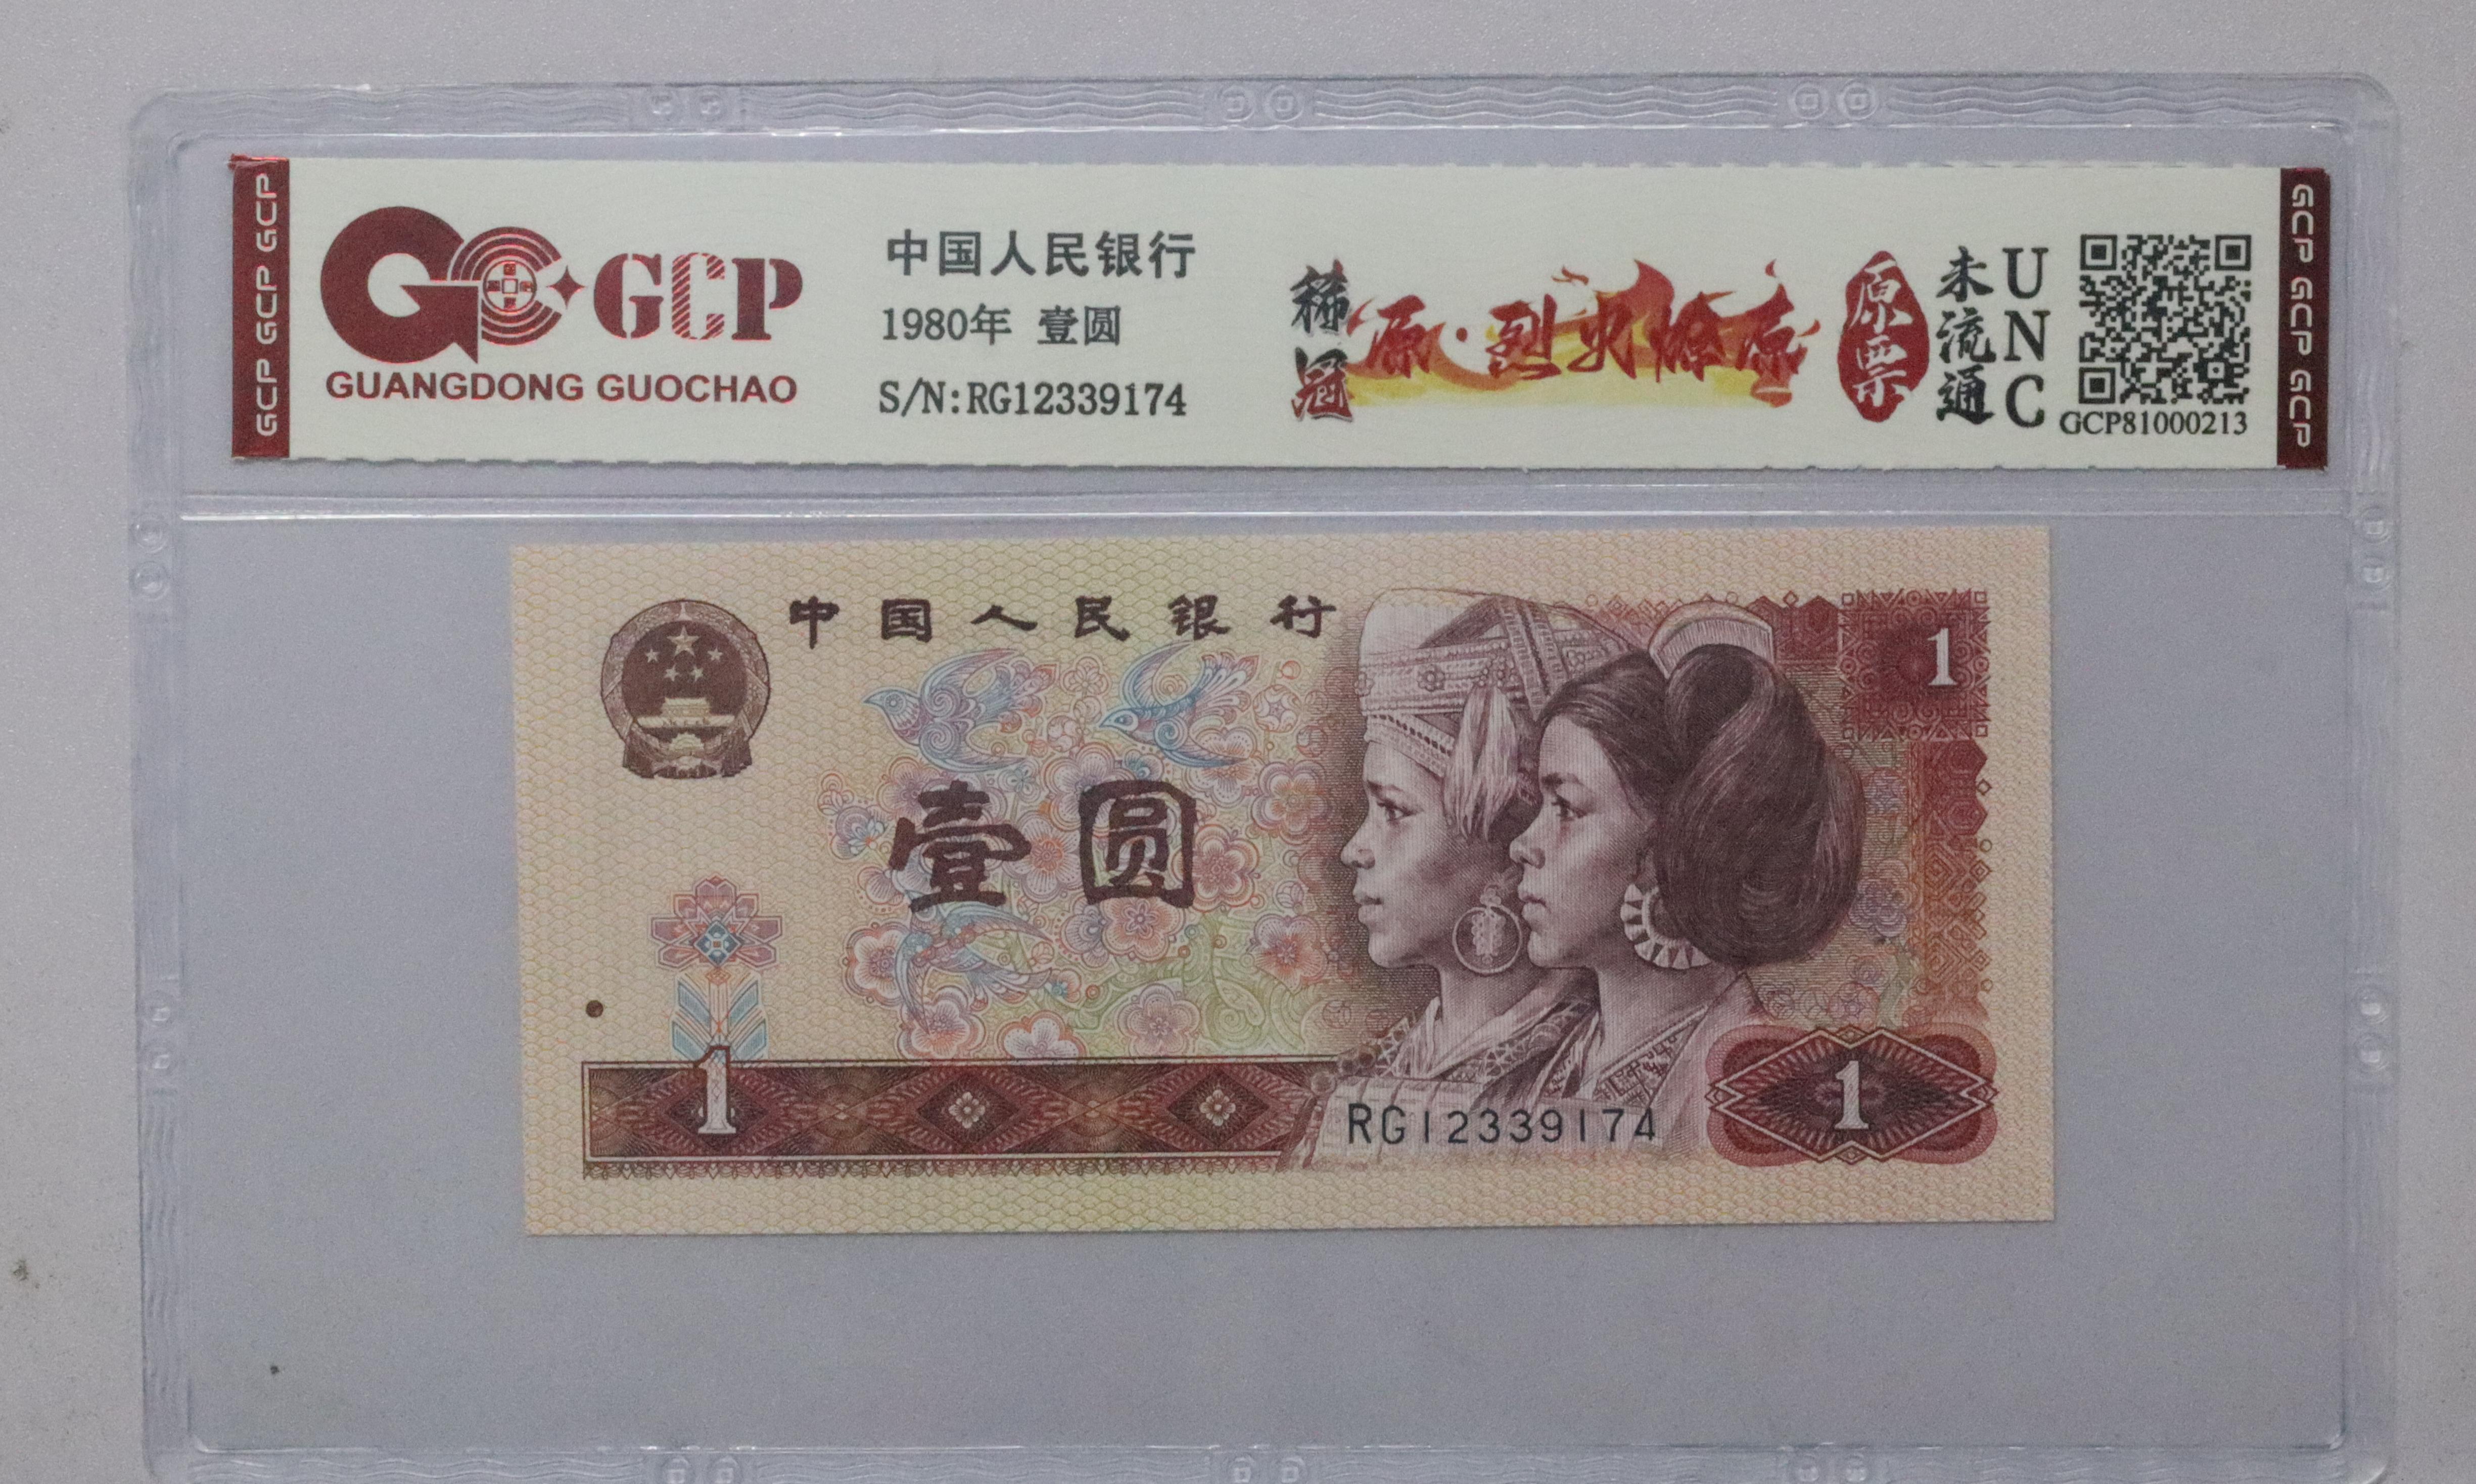 GCP GCP GCP
GCP
GUANGDONG GUOCHAO
中国人民银行
1980年 壹圆
S/N:RG12339174
稀冠
原·烈火燎原
原票
未流通
UNC
GCP81000213
GCP GCP GCP
中国人民银行
1
壹圆
1
RG12339174
1